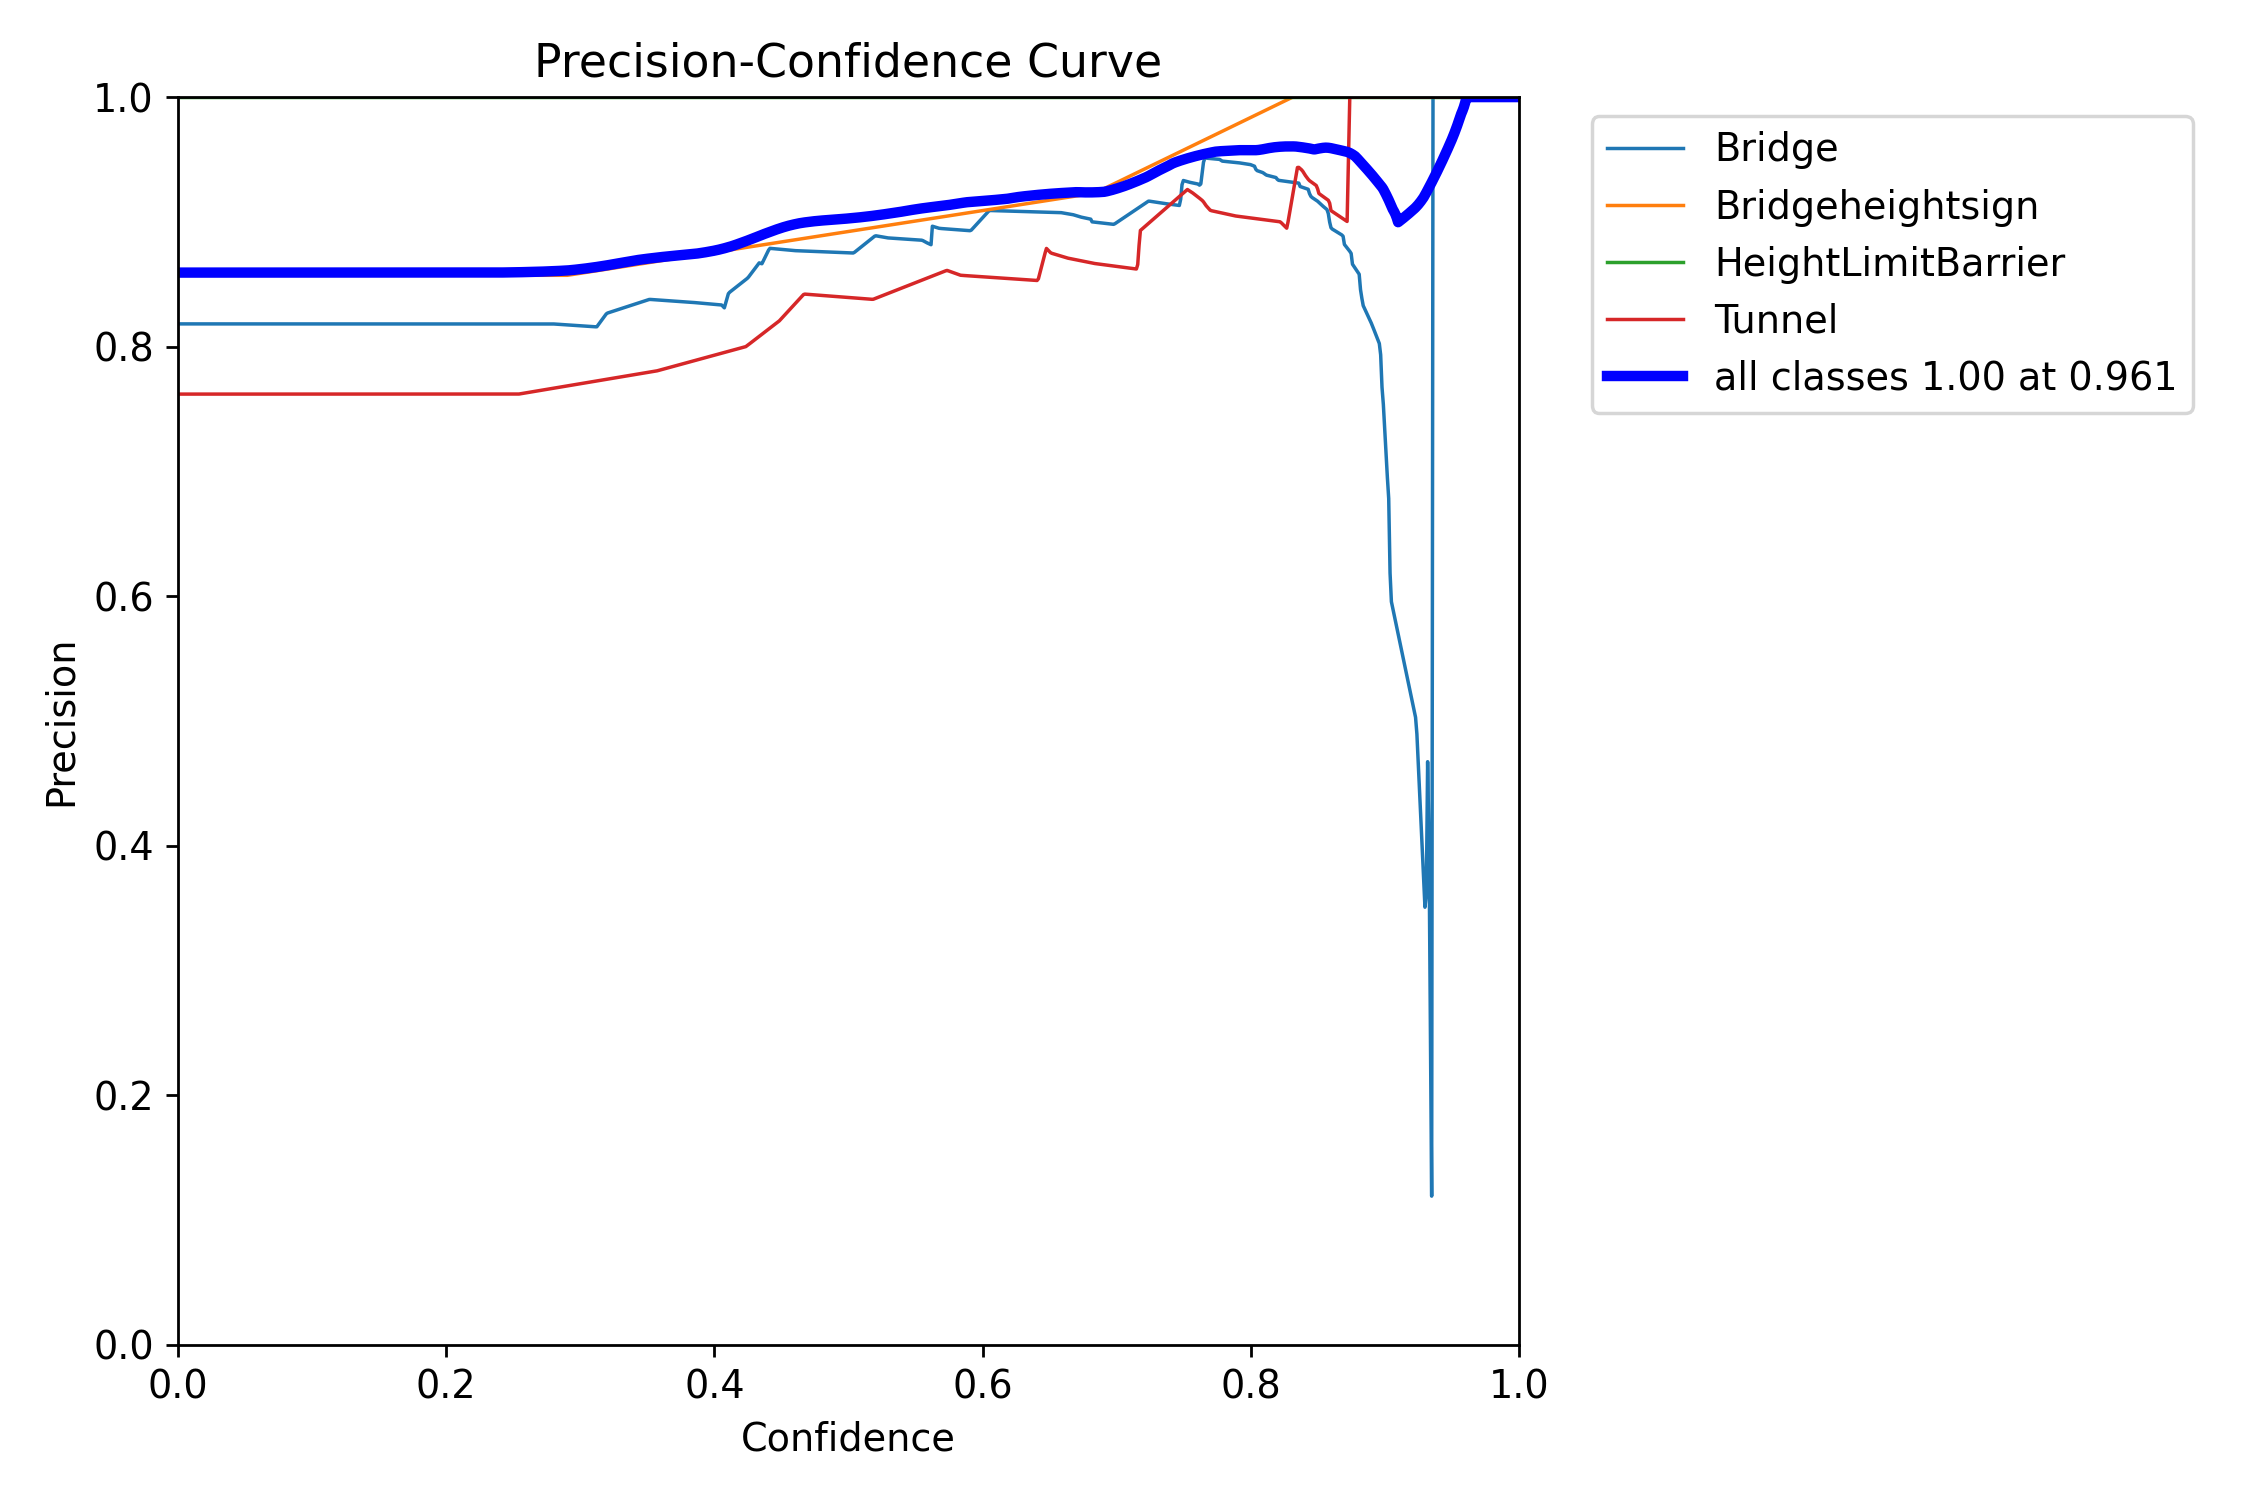 Precision-Confidence Curve
1.0
0.8
0.6
0.4
0.2
0.0
Precision
0.0 0.2 0.4 0.6 0.8 1.0
Confidence
Bridge
Bridgeheightsign
HeightLimitBarrier
Tunnel
all classes 1.00 at 0.961